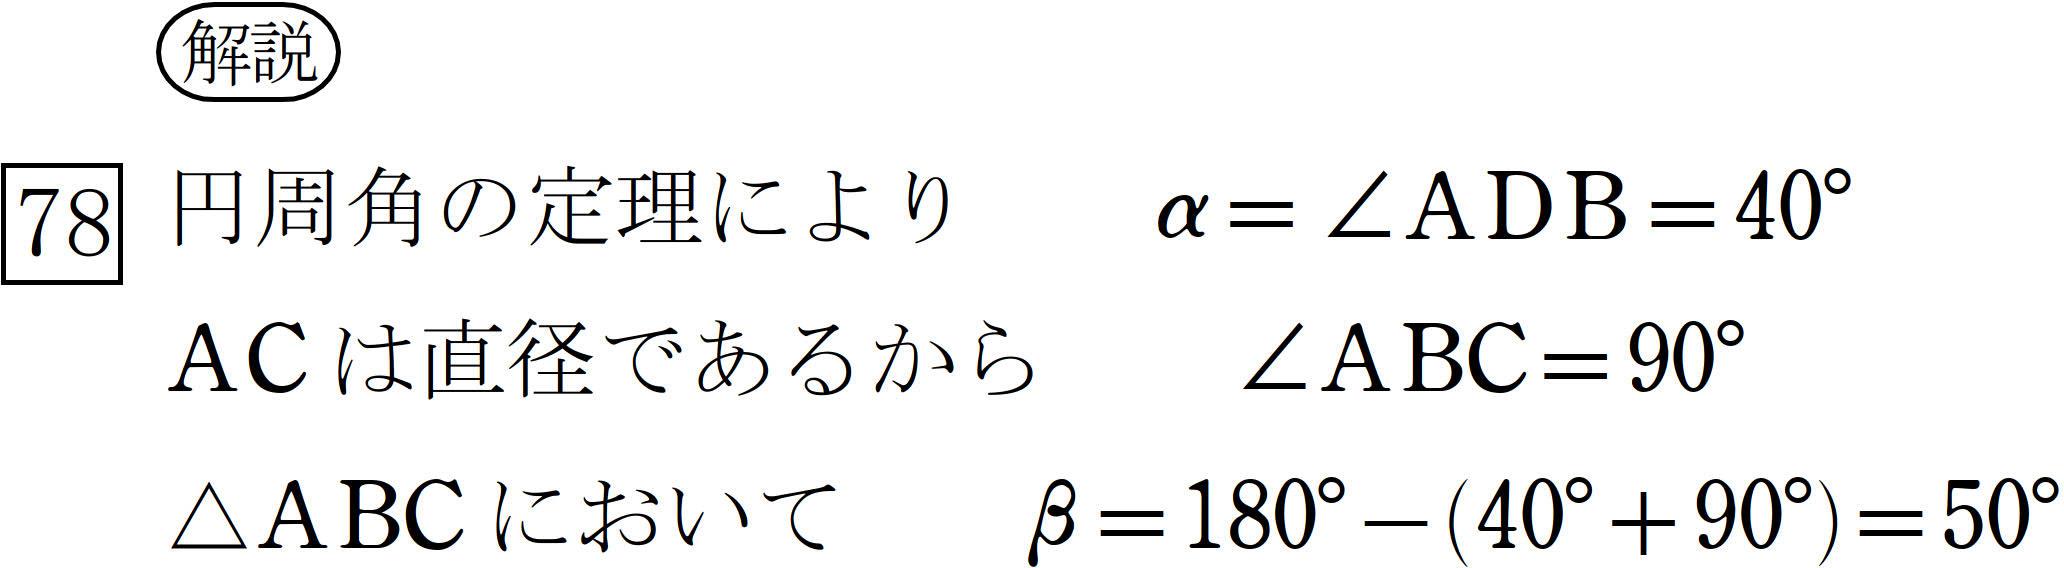 解説
78 円周角の定理により α=∠ADB=40°
ACは直径であるから ∠ABC=90°
△ABCにおいて β=180°−(40°+90°)=50°